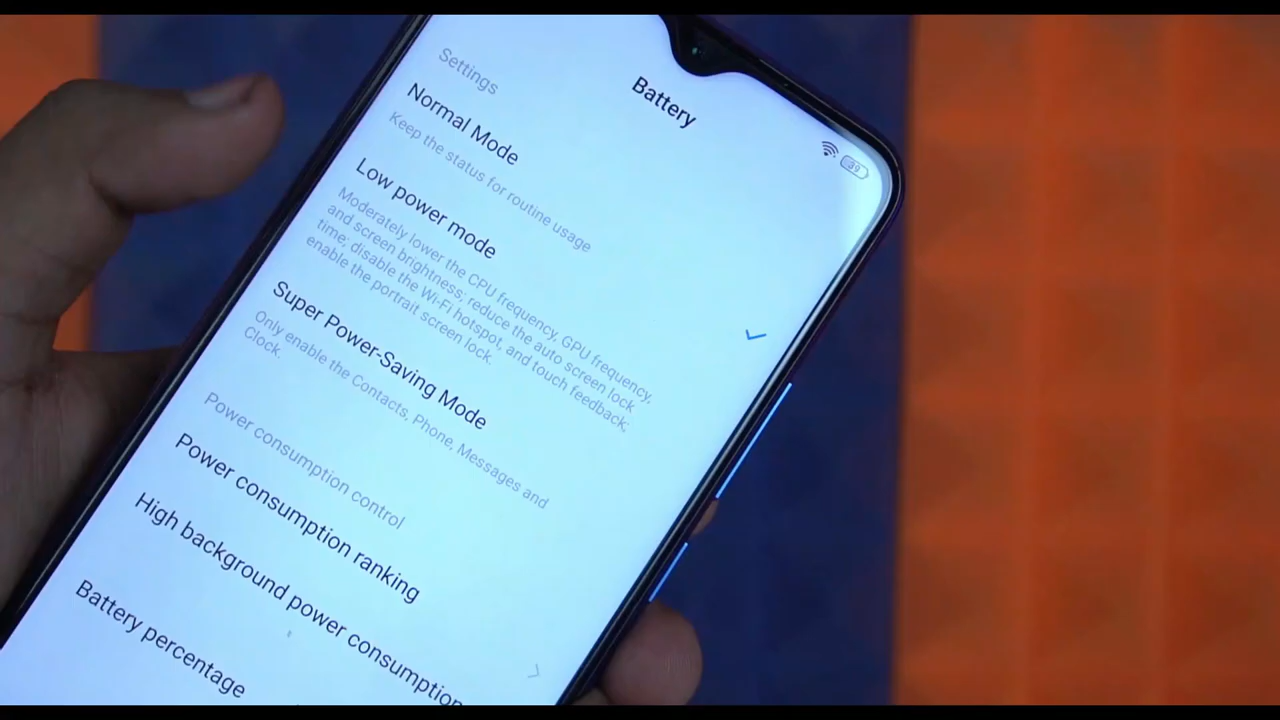 39
Battery
Settings
Normal Mode
Keep the status for routine usage
Low power mode
Moderately lower the CPU frequency, GPU frequency,
and screen brightness; reduce the auto screen lock
time; disable the Wi-Fi hotspot, and touch feedback;
enable the portrait screen lock.
Super Power-Saving Mode
Only enable the Contacts, Phone, Messages and
Clock.
Power consumption control
Power consumption ranking
High background power consumption
Battery percentage